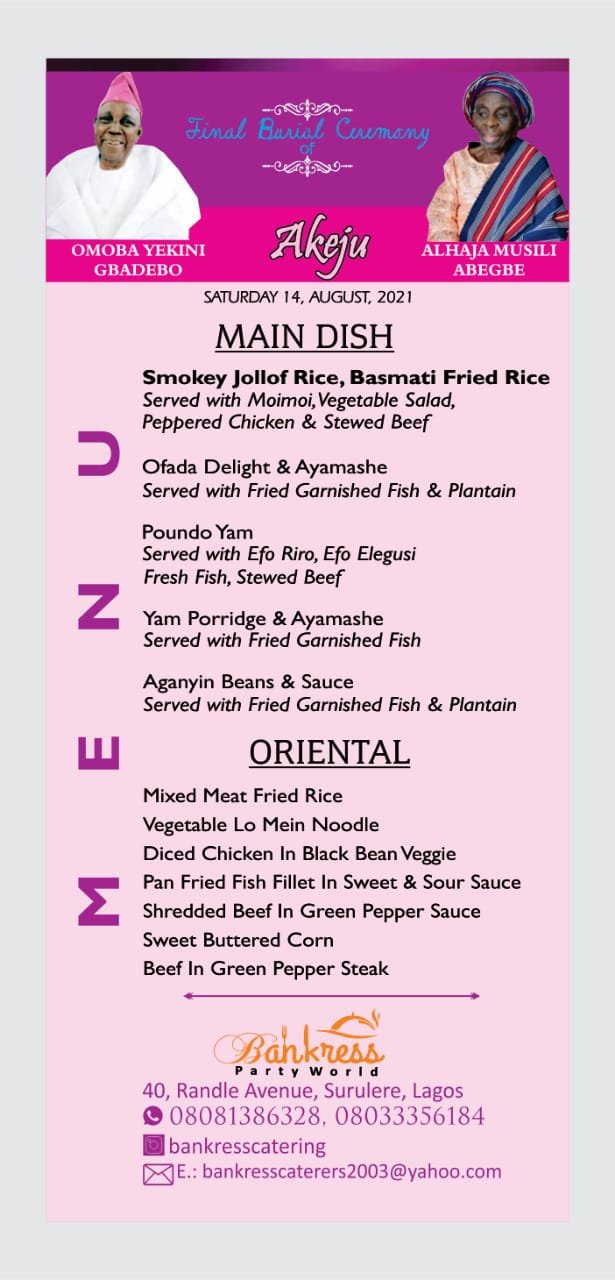 Final Burial Ceremony
of
OMOBA YEKINI
GBADEBO
Akeju
ALHAJA MUSILI
ABEGBE
SATURDAY 14, AUGUST, 2021
MENU
MAIN DISH
Smokey Jollof Rice, Basmati Fried Rice
Served with Moimoi, Vegetable Salad,
Peppered Chicken & Stewed Beef
Ofada Delight & Ayamashe
Served with Fried Garnished Fish & Plantain
Poundo Yam
Served with Efo Riro, Efo Elegusi
Fresh Fish, Stewed Beef
Yam Porridge & Ayamashe
Served with Fried Garnished Fish
Aganyin Beans & Sauce
Served with Fried Garnished Fish & Plantain
ORIENTAL
Mixed Meat Fried Rice
Vegetable Lo Mein Noodle
Diced Chicken In Black Bean Veggie
Pan Fried Fish Fillet In Sweet & Sour Sauce
Shredded Beef In Green Pepper Sauce
Sweet Buttered Corn
Beef In Green Pepper Steak
Bankress
Party World
40, Randle Avenue, Surulere, Lagos
08081386328, 08033356184
bankresscatering
E.: bankresscaterers2003@yahoo.com